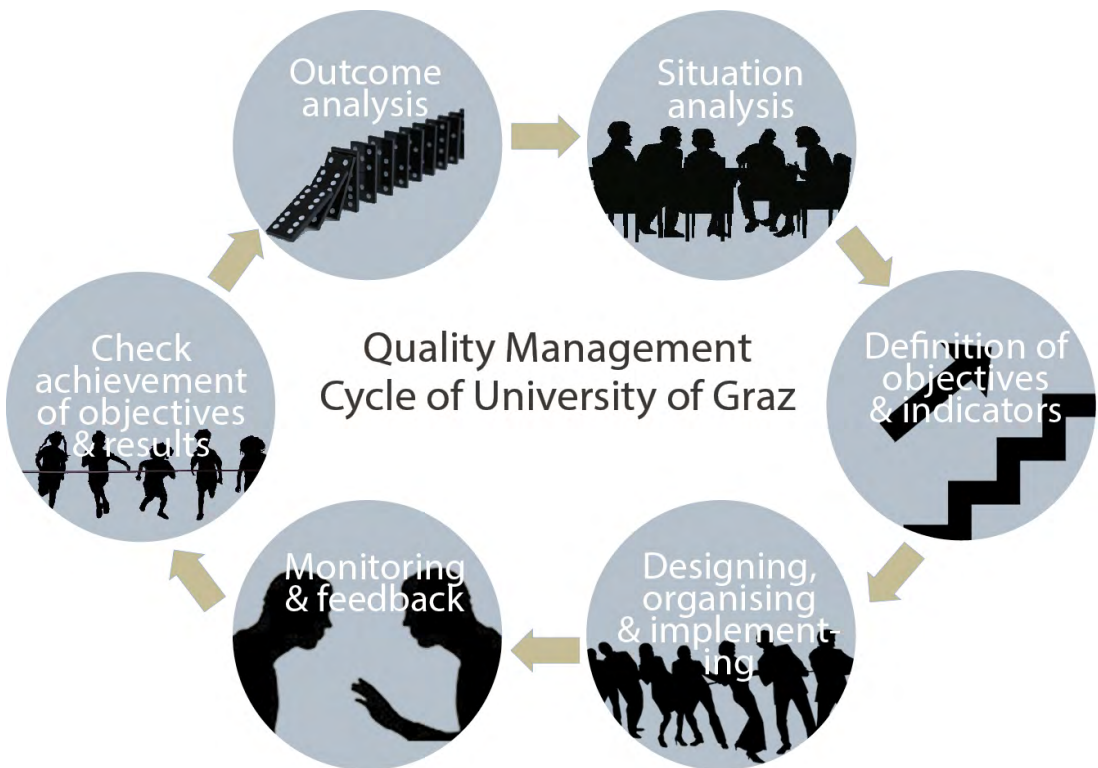 Outcome
analysis
Situation
analysis
Definition of
objectives
& indicators
Designing,
organising
& implement-
ing
Monitoring
& feedback
Check
achievement
of objectives
& results
Quality Management
Cycle of University of Graz